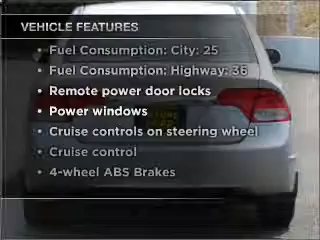 VEHICLE FEATURES
• Fuel Consumption: City: 25
• Fuel Consumption: Highway: 36
• Remote power door locks
• Power windows
• Cruise controls on steering wheel
• Cruise control
• 4-wheel ABS Brakes